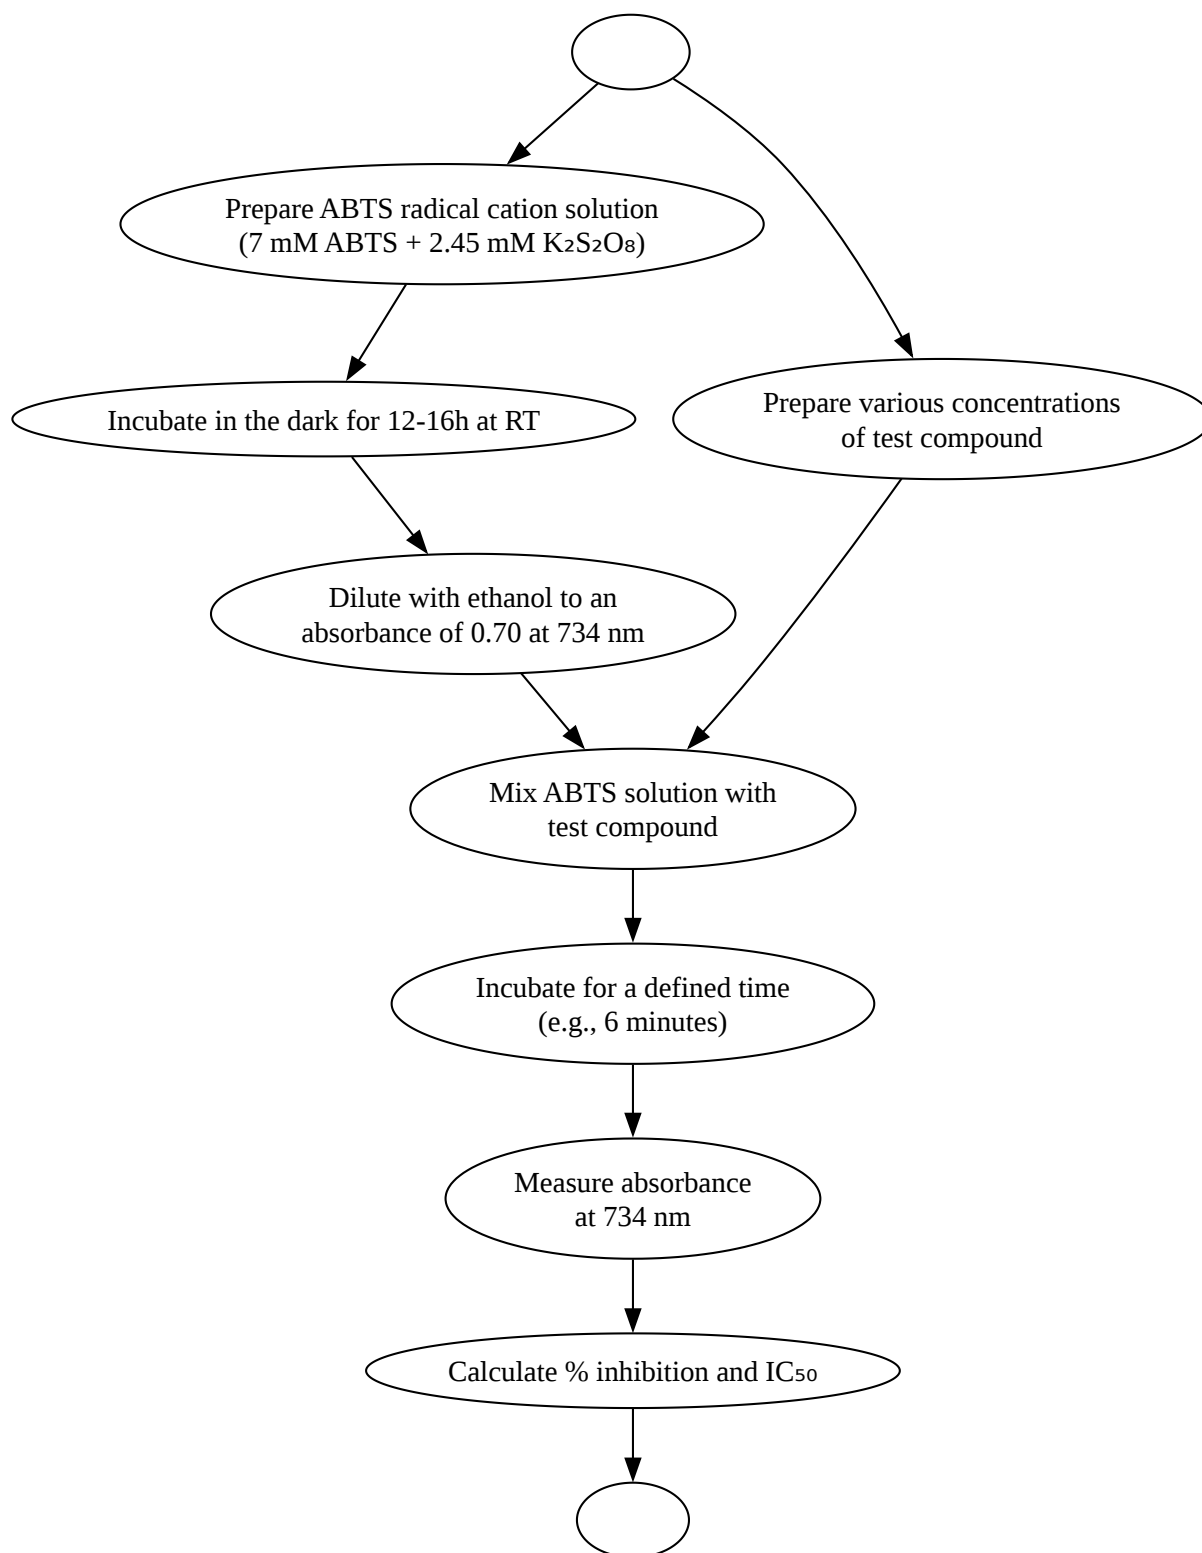 Prepare ABTS radical cation solution
(7 mM ABTS + 2.45 mM K₂S₂O₈)
Incubate in the dark for 12-16h at RT
Prepare various concentrations
of test compound
Dilute with ethanol to an
absorbance of 0.70 at 734 nm
Mix ABTS solution with
test compound
Incubate for a defined time
(e.g., 6 minutes)
Measure absorbance
at 734 nm
Calculate % inhibition and IC₅₀